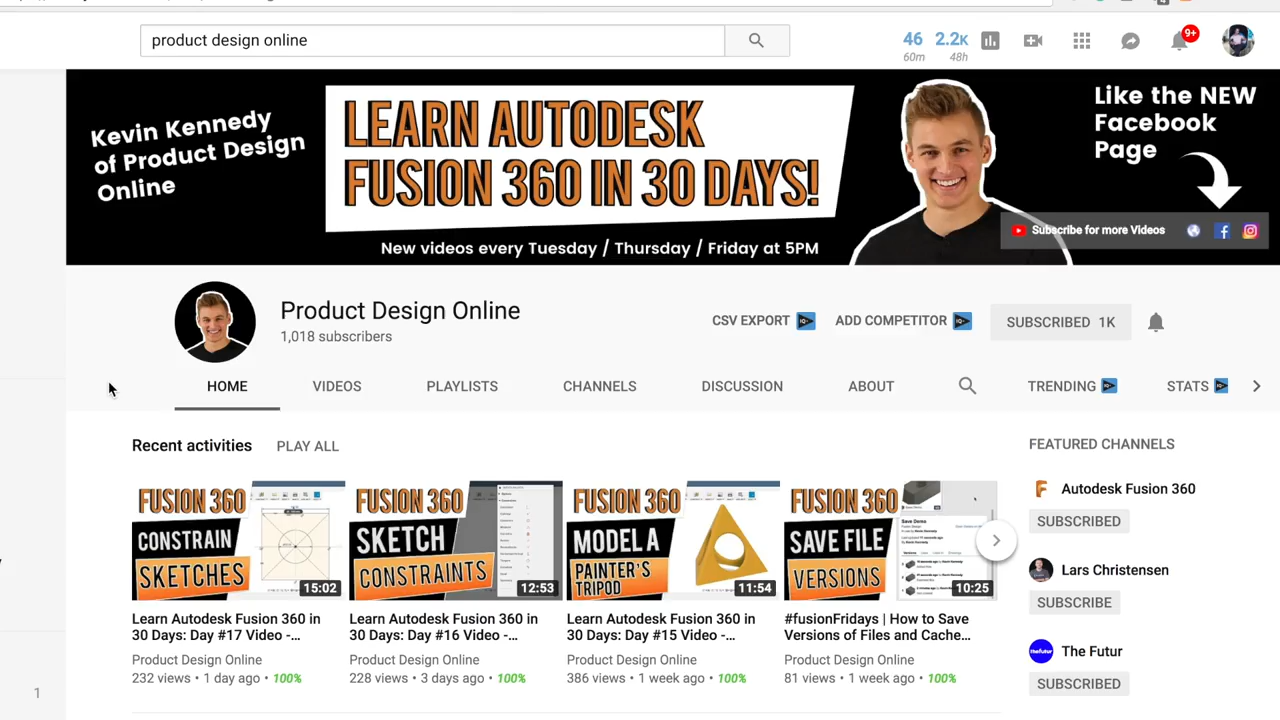 product design online
46
60m
2.2K
48h
9+
Kevin Kennedy
of Product Design
Online
LEARN AUTODESK
FUSION 360 IN 30 DAYS!
New videos every Tuesday / Thursday / Friday at 5PM
Like the NEW
Facebook
Page
Subscribe for more Videos
Product Design Online
1,018 subscribers
CSV EXPORT
ADD COMPETITOR
SUBSCRIBED 1K
HOME
VIDEOS
PLAYLISTS
CHANNELS
DISCUSSION
ABOUT
TRENDING
STATS
Recent activities
PLAY ALL
FUSION 360
CONSTRAIN
SKETCHES
15:02
Learn Autodesk Fusion 360 in
30 Days: Day #17 Video -...
Product Design Online
232 views • 1 day ago • 100%
FUSION 360
SKETCH
CONSTRAINTS
12:53
Learn Autodesk Fusion 360 in
30 Days: Day #16 Video -...
Product Design Online
228 views • 3 days ago • 100%
FUSION 360
MODEL A
PAINTER'S
TRIPOD
11:54
Learn Autodesk Fusion 360 in
30 Days: Day #15 Video -...
Product Design Online
386 views • 1 week ago • 100%
FUSION 360
SAVE FILE
VERSIONS
Save Demo
10:25
#fusionFridays | How to Save
Versions of Files and Cache...
Product Design Online
81 views • 1 week ago • 100%
FEATURED CHANNELS
Autodesk Fusion 360
SUBSCRIBED
Lars Christensen
SUBSCRIBE
The Futur
SUBSCRIBED
1